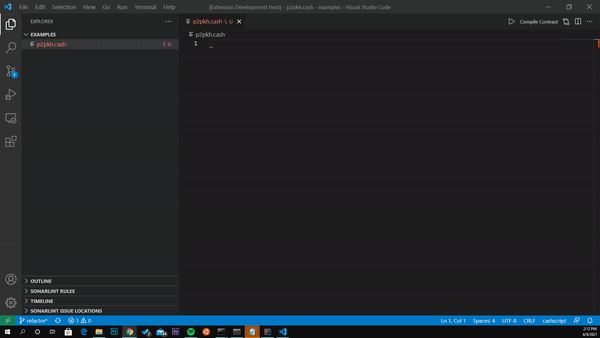 File Edit Selection View Go Run Terminal Help
[Extension Development Host] - p2pkh.cash - examples - Visual Studio Code
EXPLORER
EXAMPLES
p2pkh.cash 1, U
p2pkh.cash 1, U
Compile Contract
p2pkh.cash
1
OUTLINE
SONARLINT RULES
TIMELINE
SONARLINT ISSUE LOCATIONS
refactor* 1 0
Ln 1, Col 1 Spaces: 4 UTF-8 CRLF cashscript
2:12 PM
6/9/2021